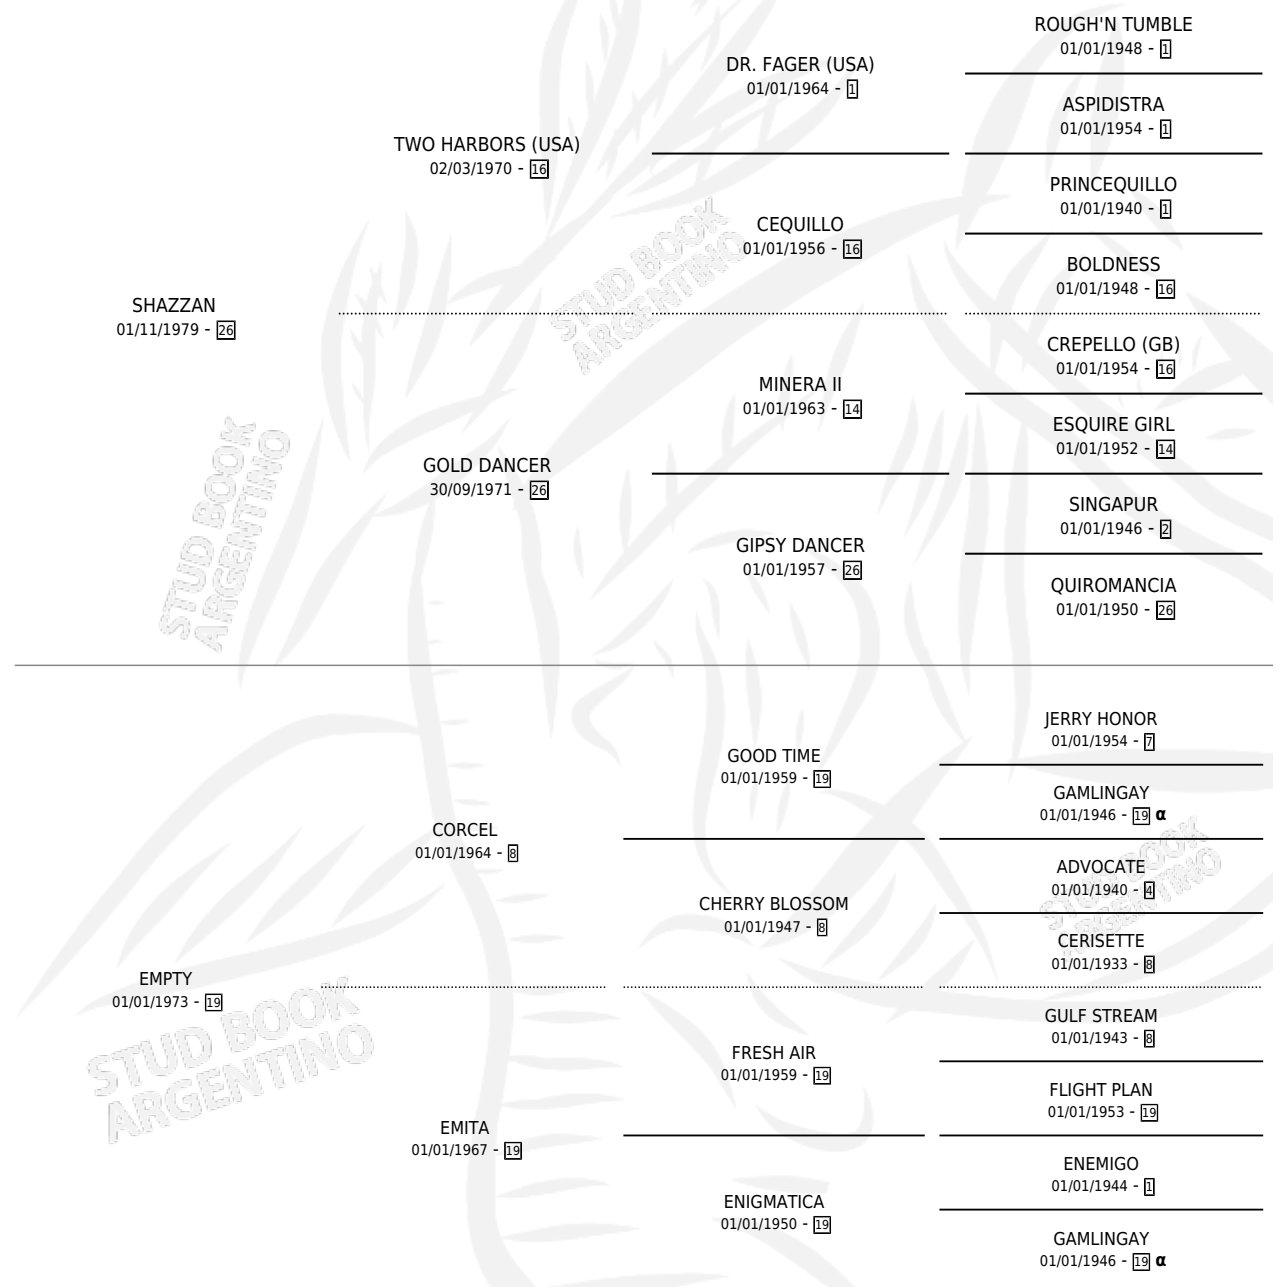 SHAZZAN
01/11/1979 - 26
TWO HARBORS (USA)
02/03/1970 - 16
GOLD DANCER
30/09/1971 - 26
DR. FAGER (USA)
01/01/1964 - 1
CEQUILLO
01/01/1956 - 16
MINERA II
01/01/1963 - 14
GIPSY DANCER
01/01/1957 - 26
ROUGH'N TUMBLE
01/01/1948 - 1
ASPIDISTRA
01/01/1954 - 1
PRINCEQUILLO
01/01/1940 - 1
BOLDNESS
01/01/1948 - 16
CREPELLO (GB)
01/01/1954 - 16
ESQUIRE GIRL
01/01/1952 - 14
SINGAPUR
01/01/1946 - 2
QUIROMANCIA
01/01/1950 - 26
STUD BOOK
ARGENTINO
STUD BOOK
ARGENTINO
EMPTY
01/01/1973 - 19
CORCEL
01/01/1964 - 8
EMITA
01/01/1967 - 19
GOOD TIME
01/01/1959 - 19
CHERRY BLOSSOM
01/01/1947 - 8
FRESH AIR
01/01/1959 - 19
ENIGMATICA
01/01/1950 - 19
JERRY HONOR
01/01/1954 - 7
GAMLINGAY
01/01/1946 - 19 α
ADVOCATE
01/01/1940 - 4
CERISETTE
01/01/1933 - 8
GULF STREAM
01/01/1943 - 8
FLIGHT PLAN
01/01/1953 - 19
ENEMIGO
01/01/1944 - 1
GAMLINGAY
01/01/1946 - 19 α
STUD BOOK
ARGENTINO
STUD BOOK
ARGENTINO